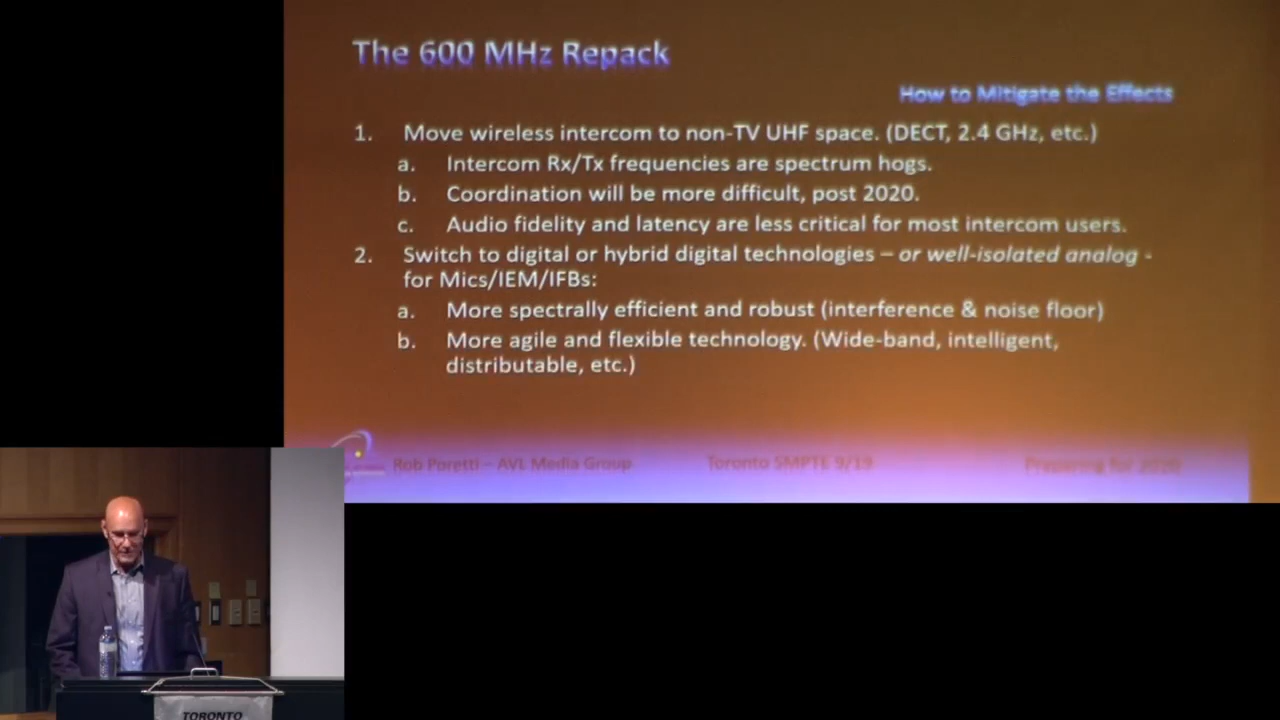 The 600 MHz Repack
How to Mitigate the Effects
1. Move wireless intercom to non-TV UHF space. (DECT, 2.4 GHz, etc.)
a. Intercom Rx/Tx frequencies are spectrum hogs.
b. Coordination will be more difficult, post 2020.
c. Audio fidelity and latency are less critical for most intercom users.
2. Switch to digital or hybrid digital technologies – or well-isolated analog -
for Mics/IEM/IFBs:
a. More spectrally efficient and robust (interference & noise floor)
b. More agile and flexible technology. (Wide-band, intelligent,
distributable, etc.)
Rob Poretti – AVL Media Group Toronto SMPTE 9/19 Preparing for 2020
TORONTO